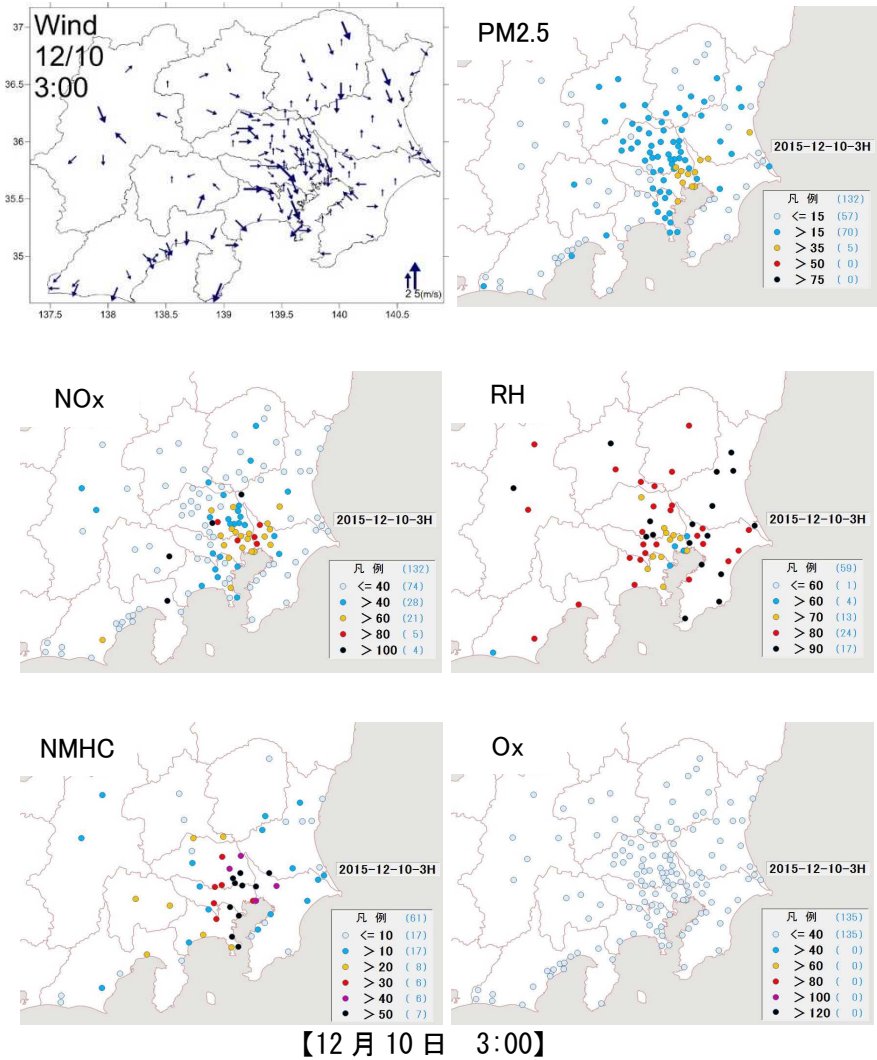 Wind
12/10
3:00
37
36.5
36
35.5
35
137.5 138 138.5 139 139.5 140 140.5
2 5(m/s)
PM2.5
2015-12-10-3H
凡 例 (132)
<= 15 (57)
> 15 (70)
> 35 ( 5)
> 50 ( 0)
> 75 ( 0)
NOx
2015-12-10-3H
凡 例 (132)
<= 40 (74)
> 40 (28)
> 60 (21)
> 80 ( 5)
> 100 ( 4)
RH
2015-12-10-3H
凡 例 (59)
<= 60 ( 1)
> 60 ( 4)
> 70 (13)
> 80 (24)
> 90 (17)
NMHC
2015-12-10-3H
凡 例 (61)
<= 10 (17)
> 10 (17)
> 20 ( 8)
> 30 ( 6)
> 40 ( 6)
> 50 ( 7)
Ox
2015-12-10-3H
凡 例 (135)
<= 40 (135)
> 40 ( 0)
> 60 ( 0)
> 80 ( 0)
> 100 ( 0)
> 120 ( 0)
【12 月 10 日 3:00】